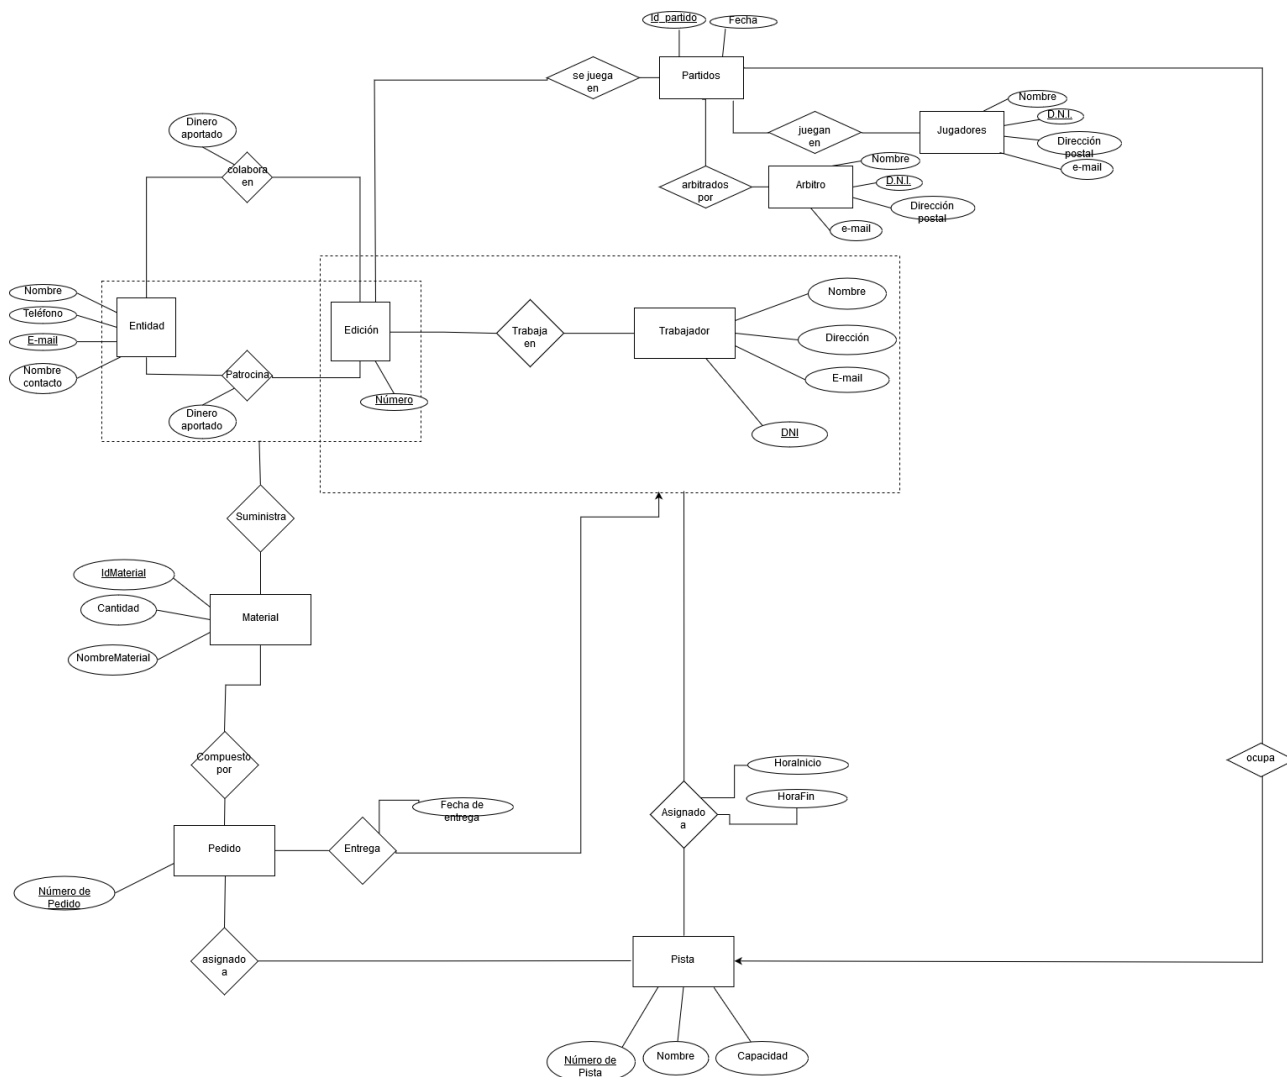 Id_partido
Fecha
se juega
en
Partidos
Nombre
D.N.I.
Jugadores
Dirección
postal
e-mail
juegan
en
Dinero
aportado
colabora
en
arbitrados
por
Arbitro
Nombre
D.N.I.
Dirección
postal
e-mail
Nombre
Teléfono
E-mail
Nombre
contacto
Entidad
Edición
Trabaja
en
Trabajador
Nombre
Dirección
E-mail
DNI
Patrocina
Número
Dinero
aportado
Suministra
IdMaterial
Cantidad
NombreMaterial
Material
Compuesto
por
HoraInicio
HoraFin
ocupa
Asignado
a
Fecha de
entrega
Pedido
Entrega
Número de
Pedido
asignado
a
Pista
Número de
Pista
Nombre
Capacidad